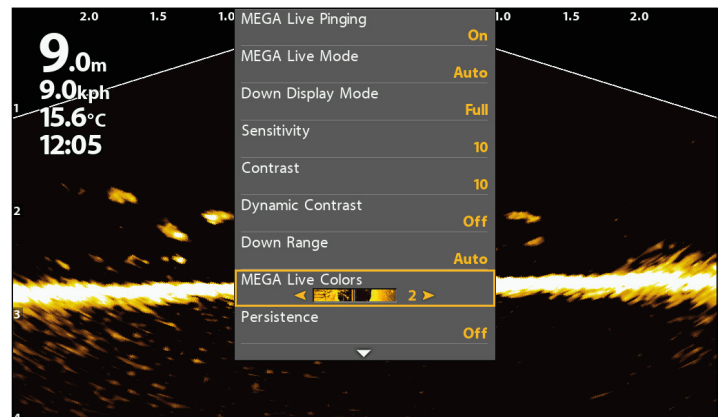 2.0 1.5 1.0 1.0 1.5 2.0
9.0m
9.0kph
15.6°C
12:05
1
2
3
4
MEGA Live Pinging
On
MEGA Live Mode
Auto
Down Display Mode
Full
Sensitivity
10
Contrast
10
Dynamic Contrast
Off
Down Range
Auto
MEGA Live Colors
2
Persistence
Off